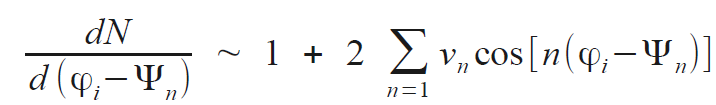 dN / d(φ_i − Ψ_n) ~ 1 + 2 ∑_{n=1} v_n cos[n(φ_i − Ψ_n)]